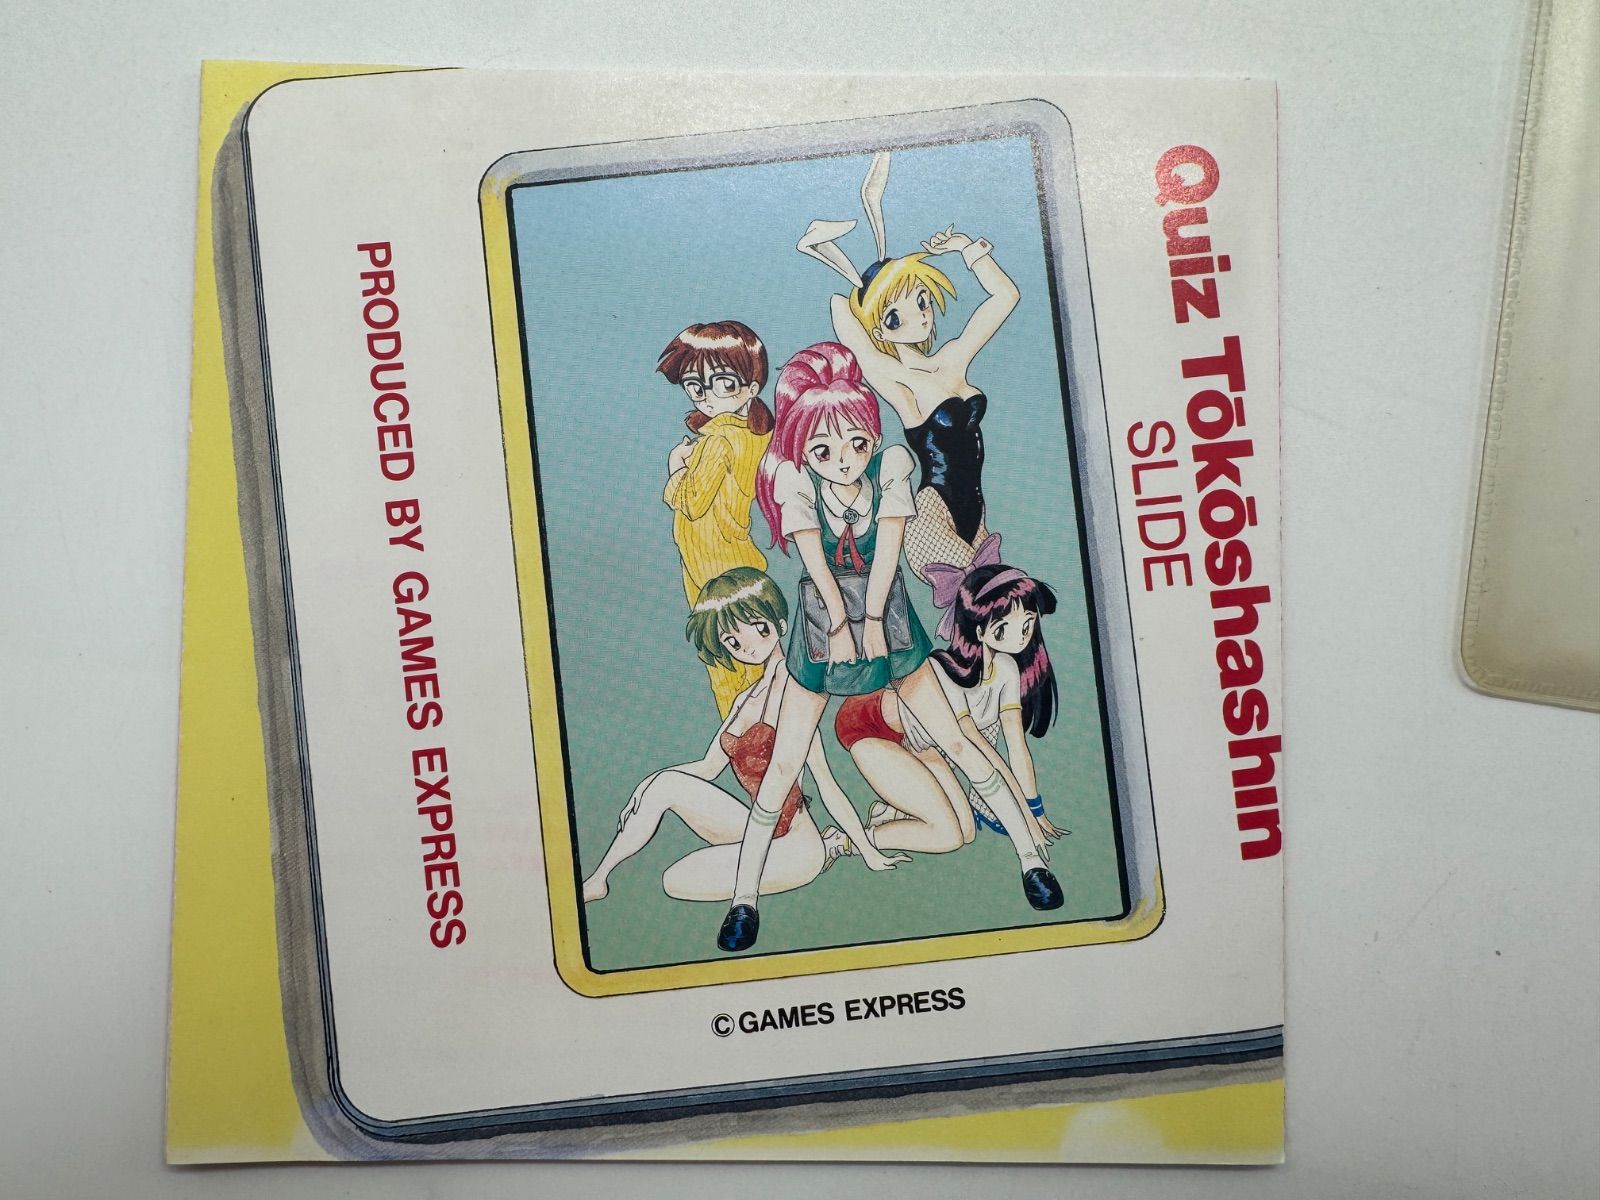 Quiz Tōkōshashin
SLIDE
PRODUCED BY GAMES EXPRESS
© GAMES EXPRESS